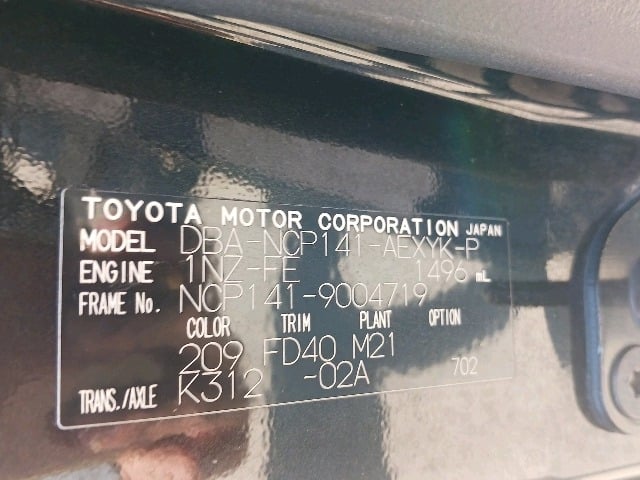 TOYOTA MOTOR CORPORATION JAPAN
MODEL DBA-NCP141-AEXYK-P
ENGINE 1NZ-FE 1496 mL
FRAME No. NCP141-9004719
COLOR TRIM PLANT OPTION
209 FD40 M21
TRANS./AXLE K312 -02A 702